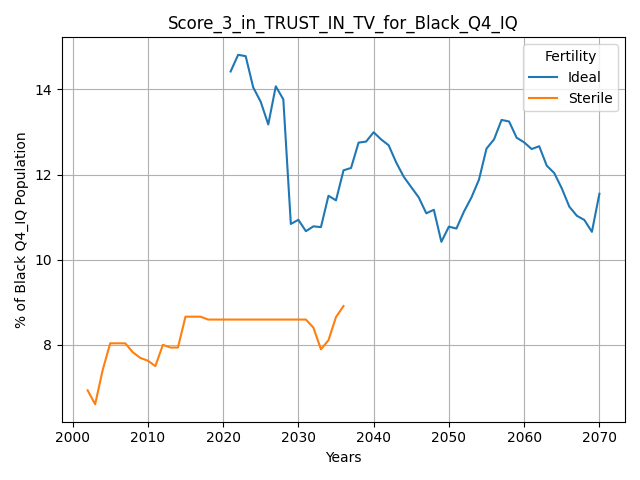 Score_3_in_TRUST_IN_TV_for_Black_Q4_IQ
% of Black Q4_IQ Population
14
12
10
8
Fertility
Ideal
Sterile
2000 2010 2020 2030 2040 2050 2060 2070
Years